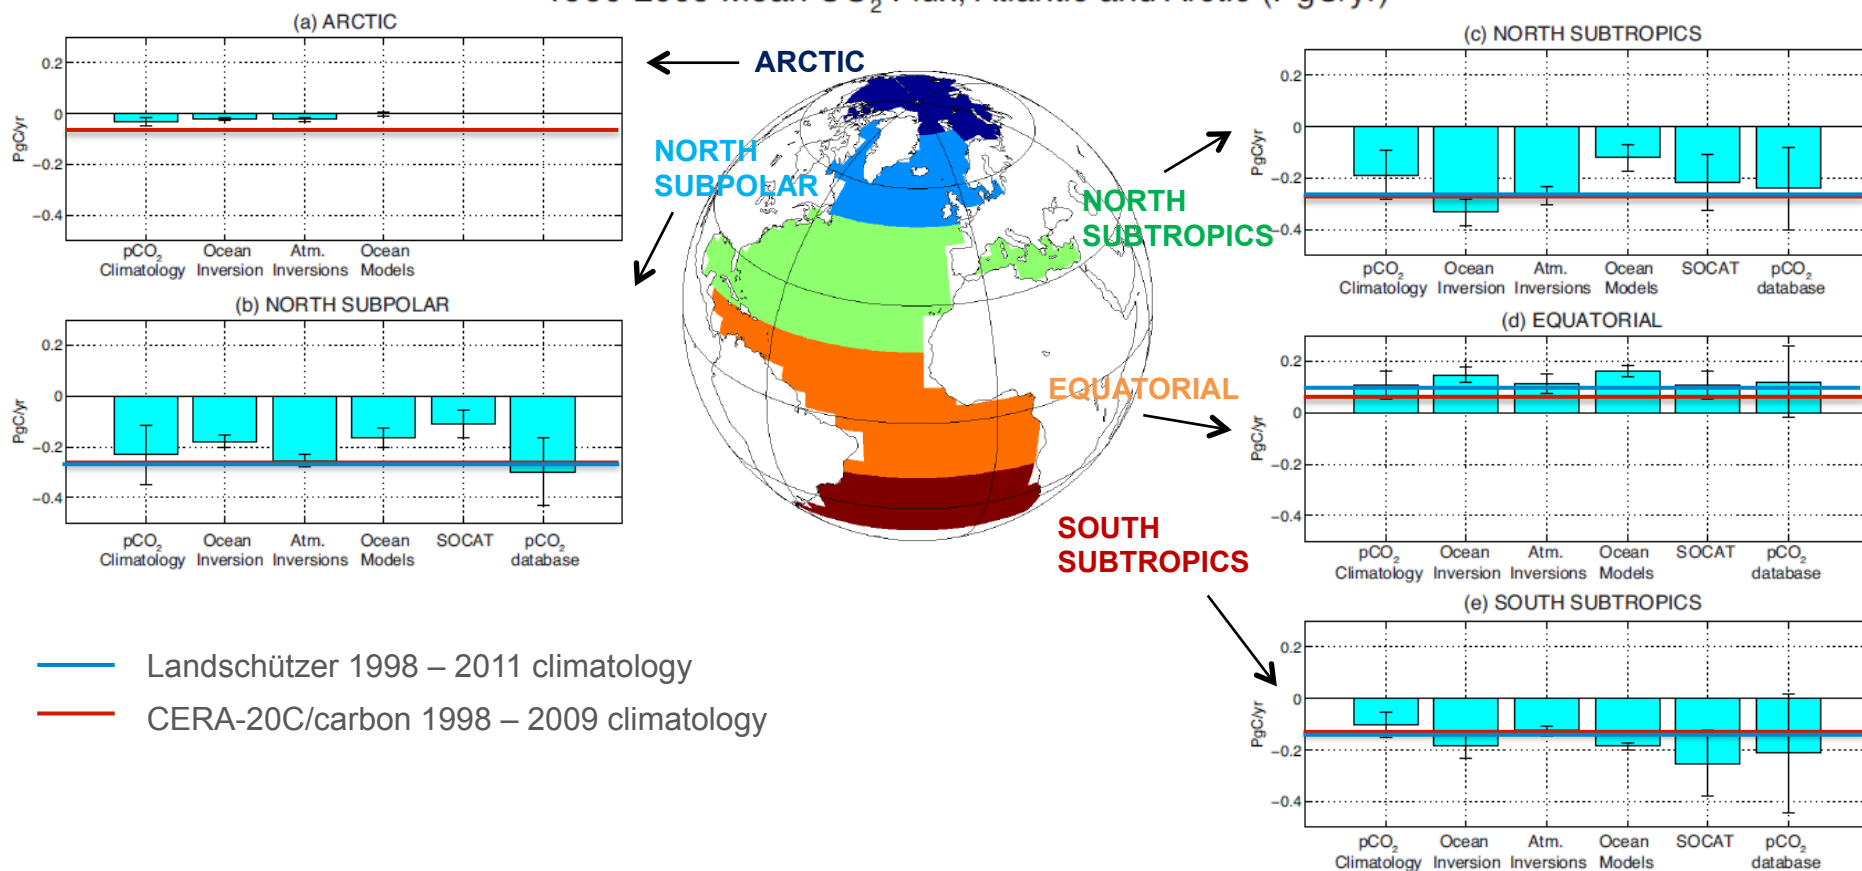 (a) ARCTIC
0.2
0
−0.2
−0.4
PgC/yr
pCO2 Climatology
Ocean Inversion
Atm. Inversions
Ocean Models
(b) NORTH SUBPOLAR
0.2
0
−0.2
−0.4
PgC/yr
pCO2 Climatology
Ocean Inversion
Atm. Inversions
Ocean Models
SOCAT
pCO2 database
ARCTIC
NORTH
SUBPOLAR
NORTH
SUBTROPICS
EQUATORIAL
SOUTH
SUBTROPICS
(c) NORTH SUBTROPICS
0.2
0
−0.2
−0.4
PgC/yr
pCO2 Climatology
Ocean Inversion
Atm. Inversions
Ocean Models
SOCAT
pCO2 database
(d) EQUATORIAL
0.2
0
−0.2
−0.4
PgC/yr
pCO2 Climatology
Ocean Inversion
Atm. Inversions
Ocean Models
SOCAT
pCO2 database
(e) SOUTH SUBTROPICS
0.2
0
−0.2
−0.4
PgC/yr
pCO2 Climatology
Ocean Inversion
Atm. Inversions
Ocean Models
SOCAT
pCO2 database
Landschützer 1998 – 2011 climatology
CERA-20C/carbon 1998 – 2009 climatology